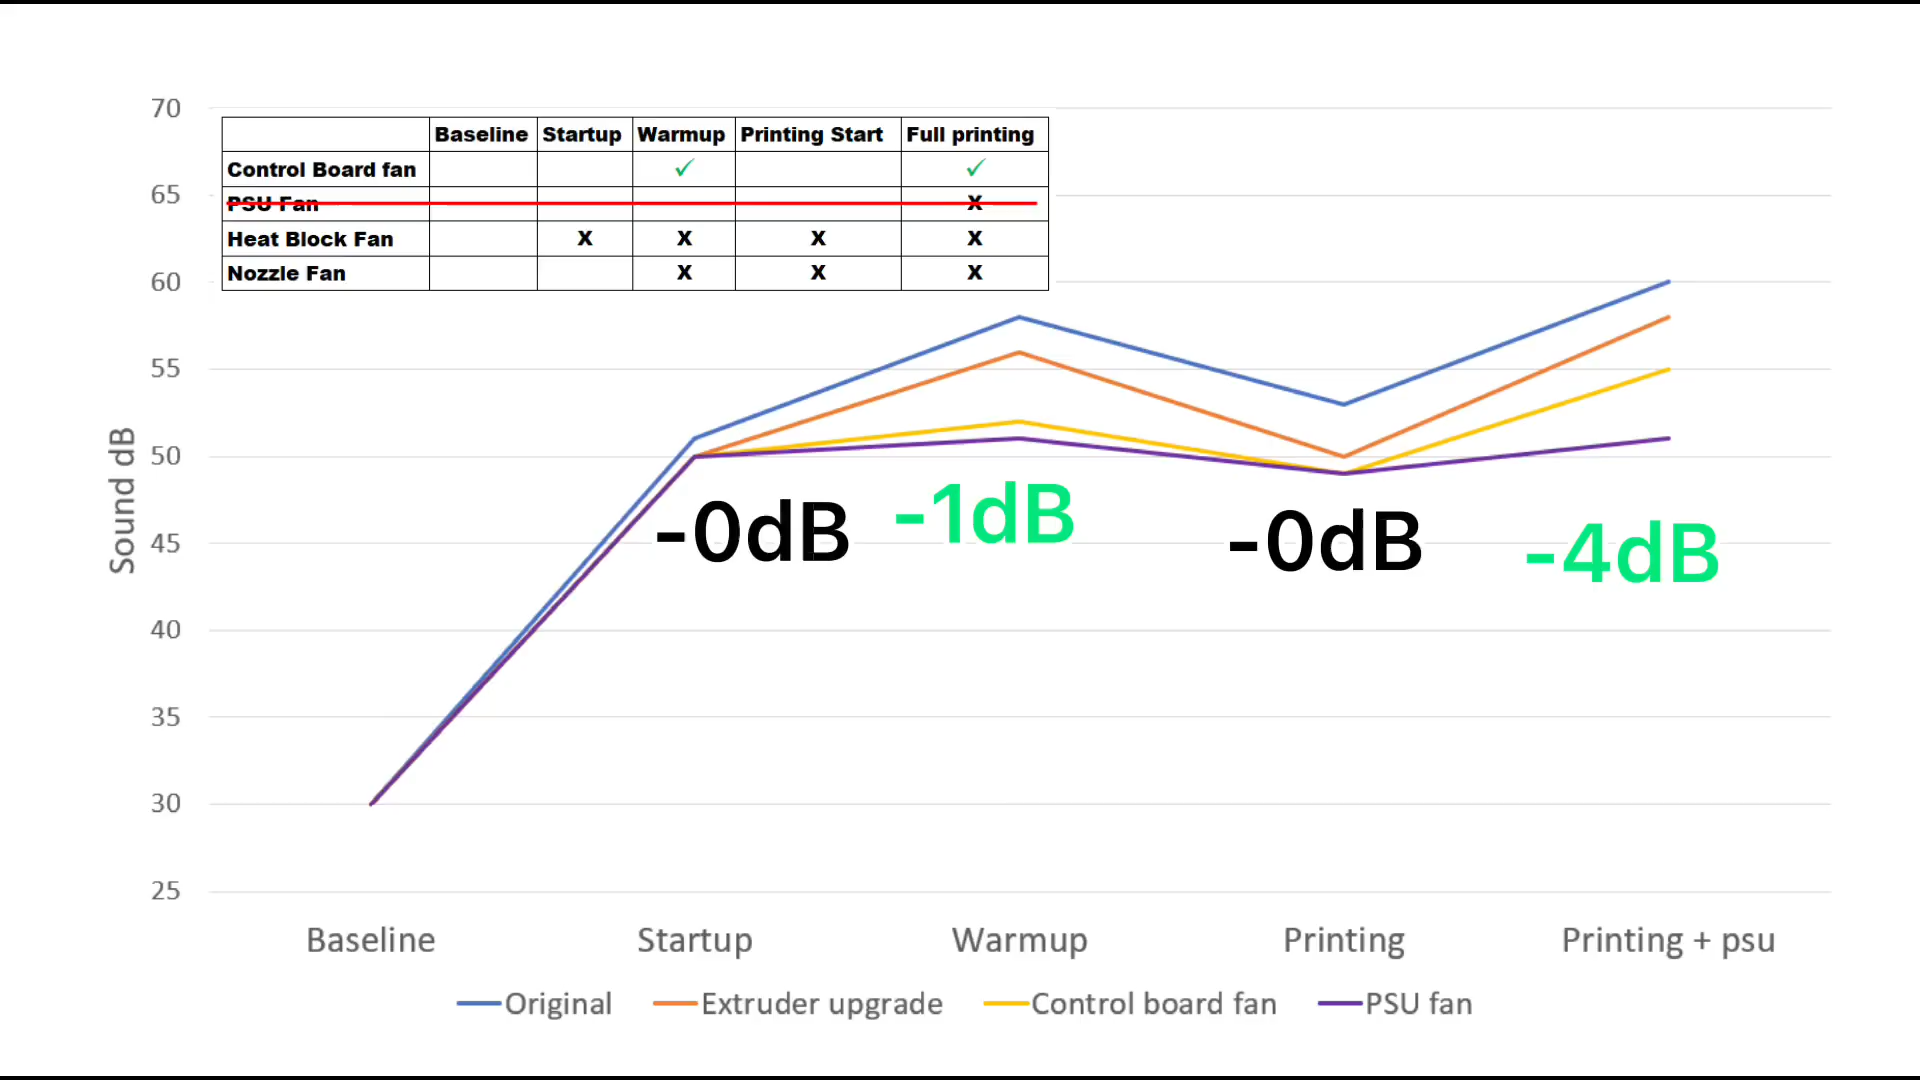 70
Baseline Startup Warmup Printing Start Full printing
Control Board fan ✓ ✓
65
PSU Fan X
Heat Block Fan X X X X
60
Nozzle Fan X X X
55
50
Sound dB
-0dB -1dB -0dB -4dB
45
40
35
30
25
Baseline Startup Warmup Printing Printing + psu
Original Extruder upgrade Control board fan PSU fan